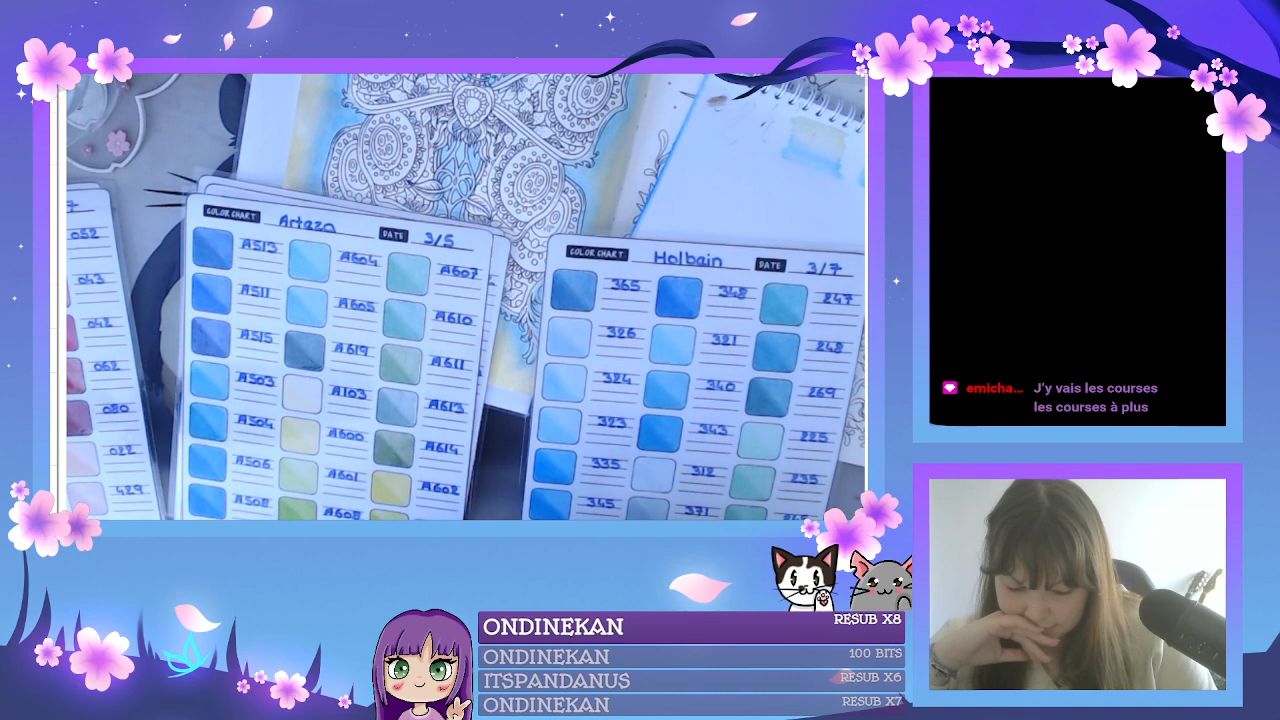 7
052
043
042
062
080
022
429
COLOR CHART Arteza DATE 3/5
A513 A604 A607
A511 A605 A610
A515 A619 A611
A503 A103 A613
A504 A600 A614
A506 A601 A602
A508 A608
COLOR CHART Holbein DATE 3/7
365 348 247
326 321 248
324 340 269
323 343 225
335 312 235
345 371
emicha... J'y vais les courses
les courses à plus
ONDINEKAN RESUB X8
ONDINEKAN 100 BITS
ITSPANDANUS RESUB X6
ONDINEKAN RESUB X7